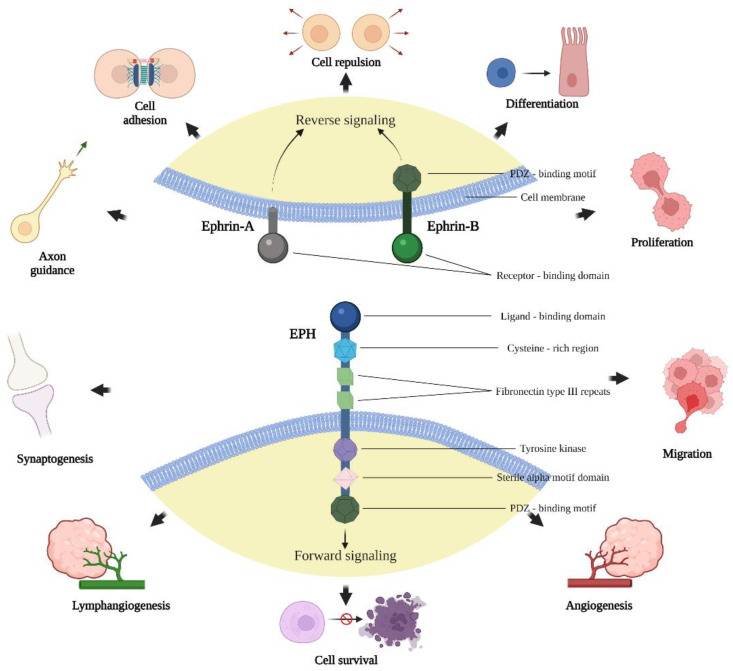 Cell repulsion
Cell
adhesion
Differentiation
Reverse signaling
PDZ - binding motif
Cell membrane
Ephrin-A
Ephrin-B
Proliferation
Axon
guidance
Receptor - binding domain
EPH
Ligand - binding domain
Cysteine - rich region
Fibronectin type III repeats
Synaptogenesis
Migration
Tyrosine kinase
Sterile alpha motif domain
PDZ - binding motif
Forward signaling
Lymphangiogenesis
Angiogenesis
Cell survival